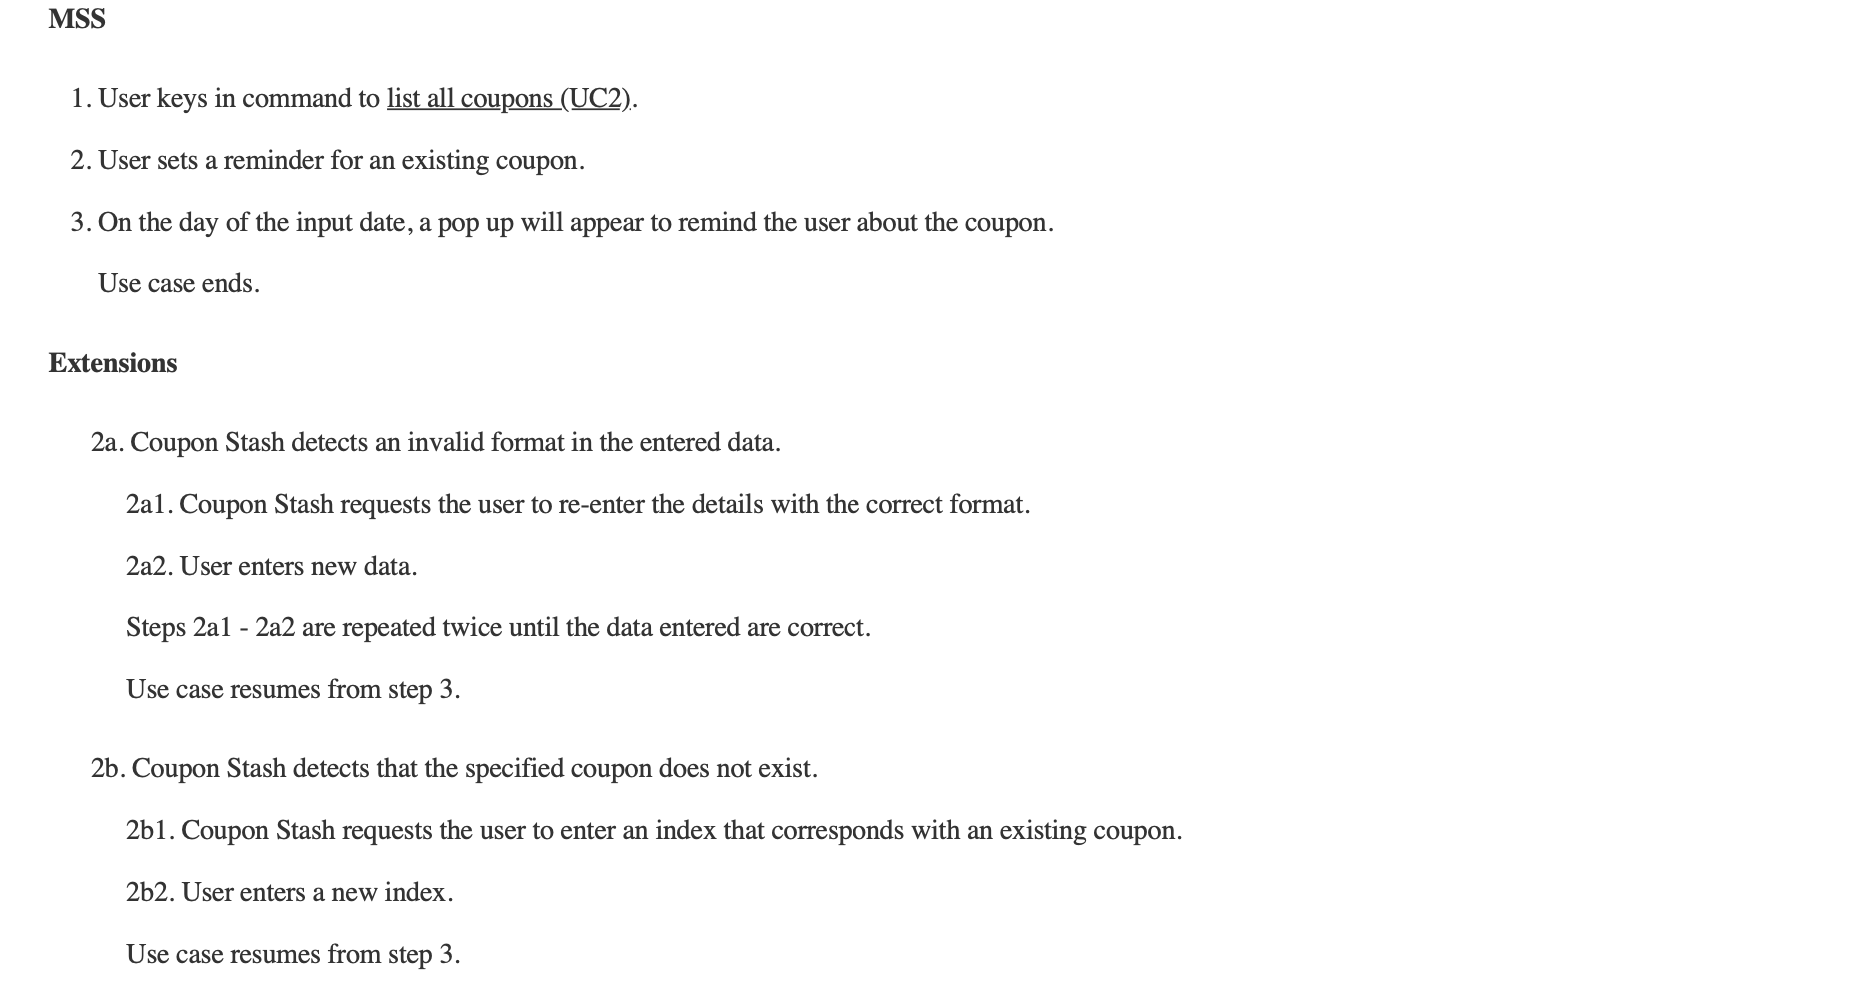 MSS
1. User keys in command to list all coupons (UC2).
2. User sets a reminder for an existing coupon.
3. On the day of the input date, a pop up will appear to remind the user about the coupon.
Use case ends.
Extensions
2a. Coupon Stash detects an invalid format in the entered data.
2a1. Coupon Stash requests the user to re-enter the details with the correct format.
2a2. User enters new data.
Steps 2a1 - 2a2 are repeated twice until the data entered are correct.
Use case resumes from step 3.
2b. Coupon Stash detects that the specified coupon does not exist.
2b1. Coupon Stash requests the user to enter an index that corresponds with an existing coupon.
2b2. User enters a new index.
Use case resumes from step 3.